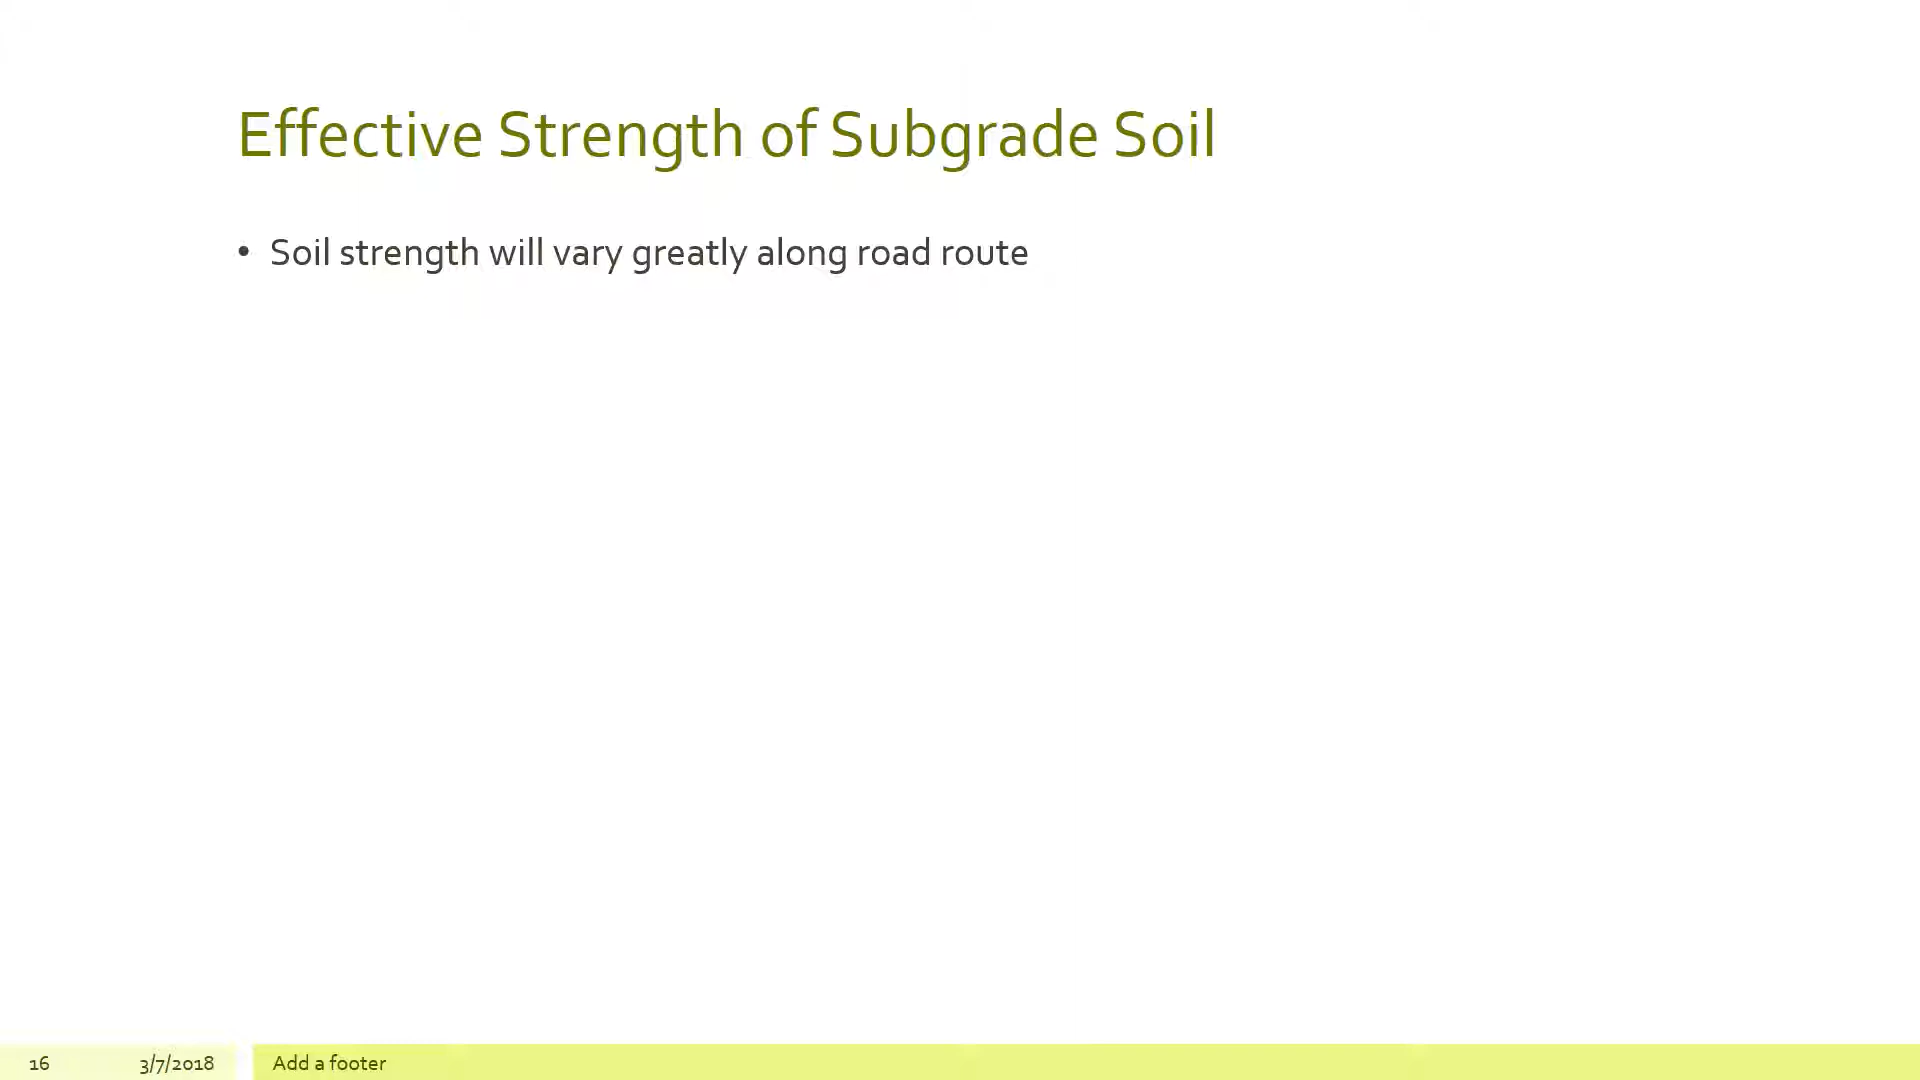 Effective Strength of Subgrade Soil
• Soil strength will vary greatly along road route
16 3/7/2018 Add a footer